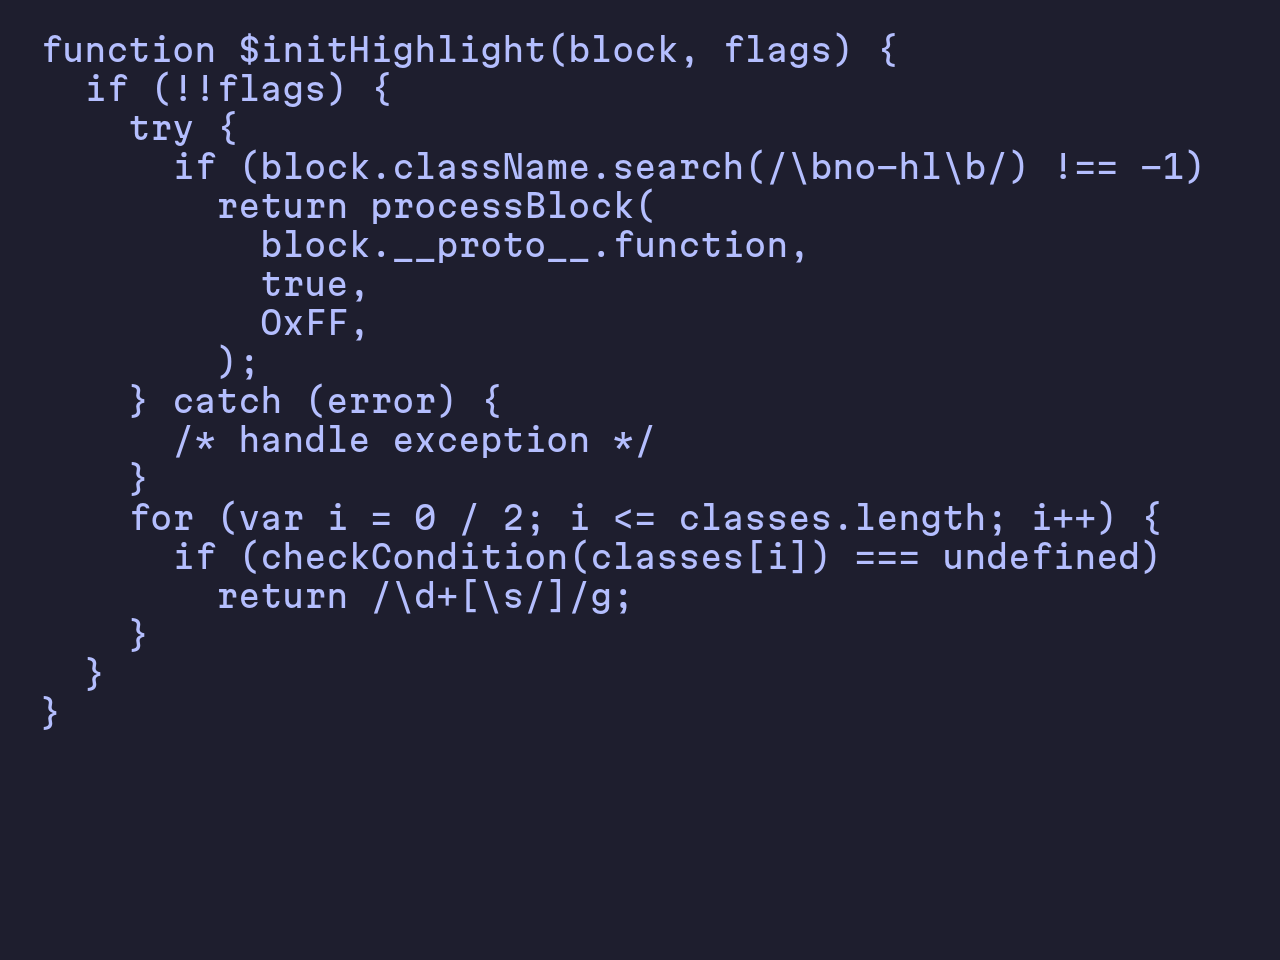 function $initHighlight(block, flags) {
  if (!!flags) {
    try {
      if (block.className.search(/\bno-hl\b/) !== -1)
        return processBlock(
          block.__proto__.function,
          true,
          0xFF,
        );
    } catch (error) {
      /* handle exception */
    }
    for (var i = 0 / 2; i <= classes.length; i++) {
      if (checkCondition(classes[i]) === undefined)
        return /\d+[\s/]/g;
    }
  }
}